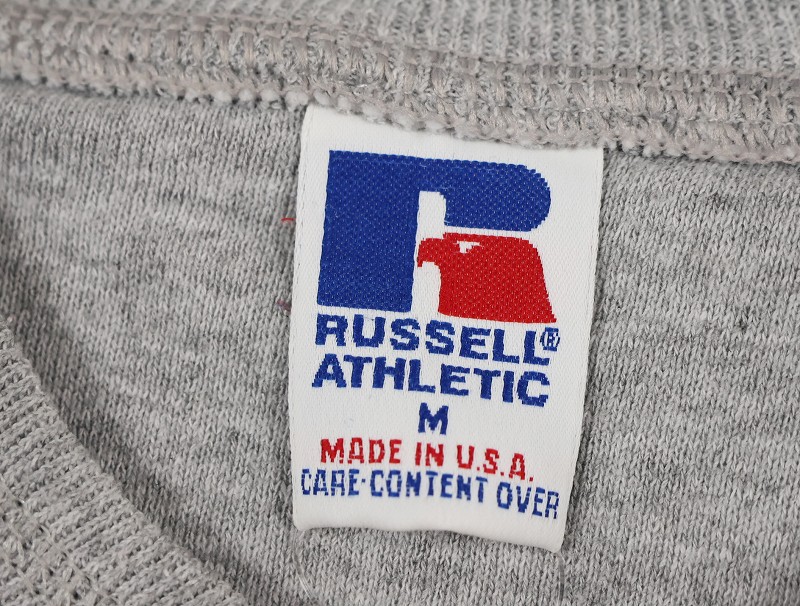 R
RUSSELL®
ATHLETIC
M
MADE IN U.S.A.
CARE·CONTENT OVER